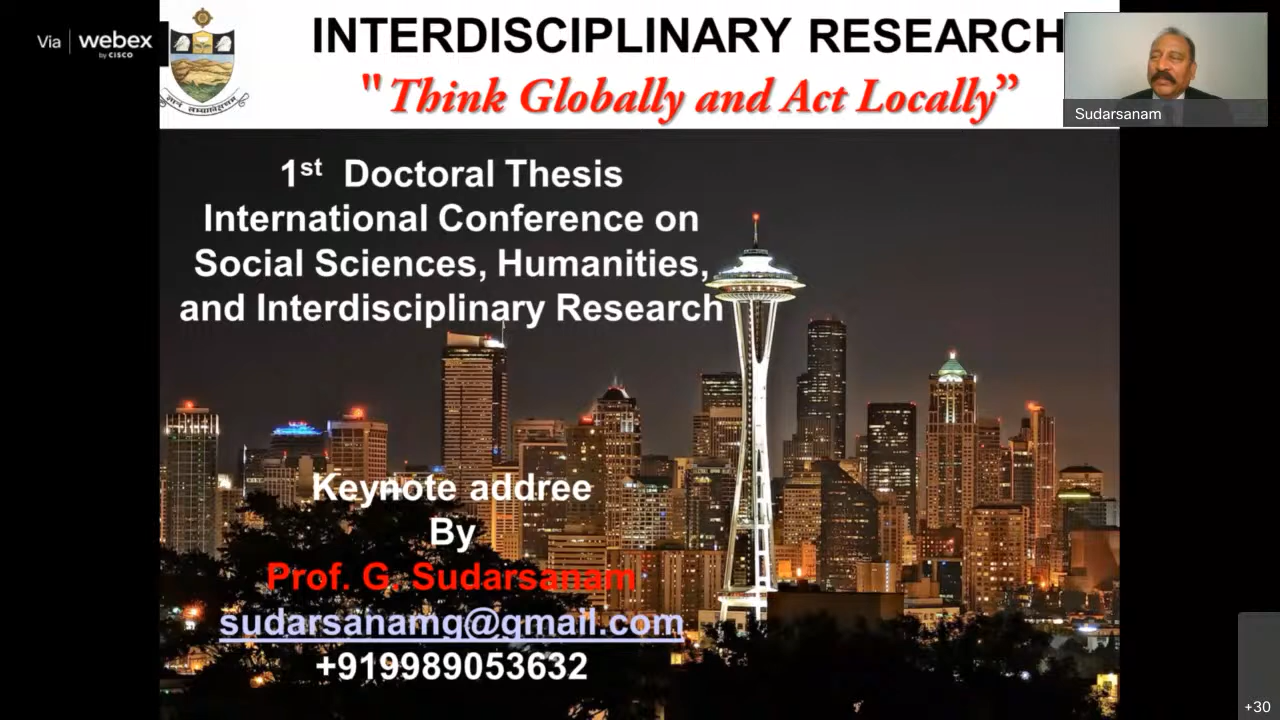 Via | webex
by CISCO
INTERDISCIPLINARY RESEARCH
"Think Globally and Act Locally”
Sudarsanam
1st Doctoral Thesis
International Conference on
Social Sciences, Humanities,
and Interdisciplinary Research
Keynote addree
By
Prof. G. Sudarsanam
sudarsanamg@gmail.com
+919989053632
+30